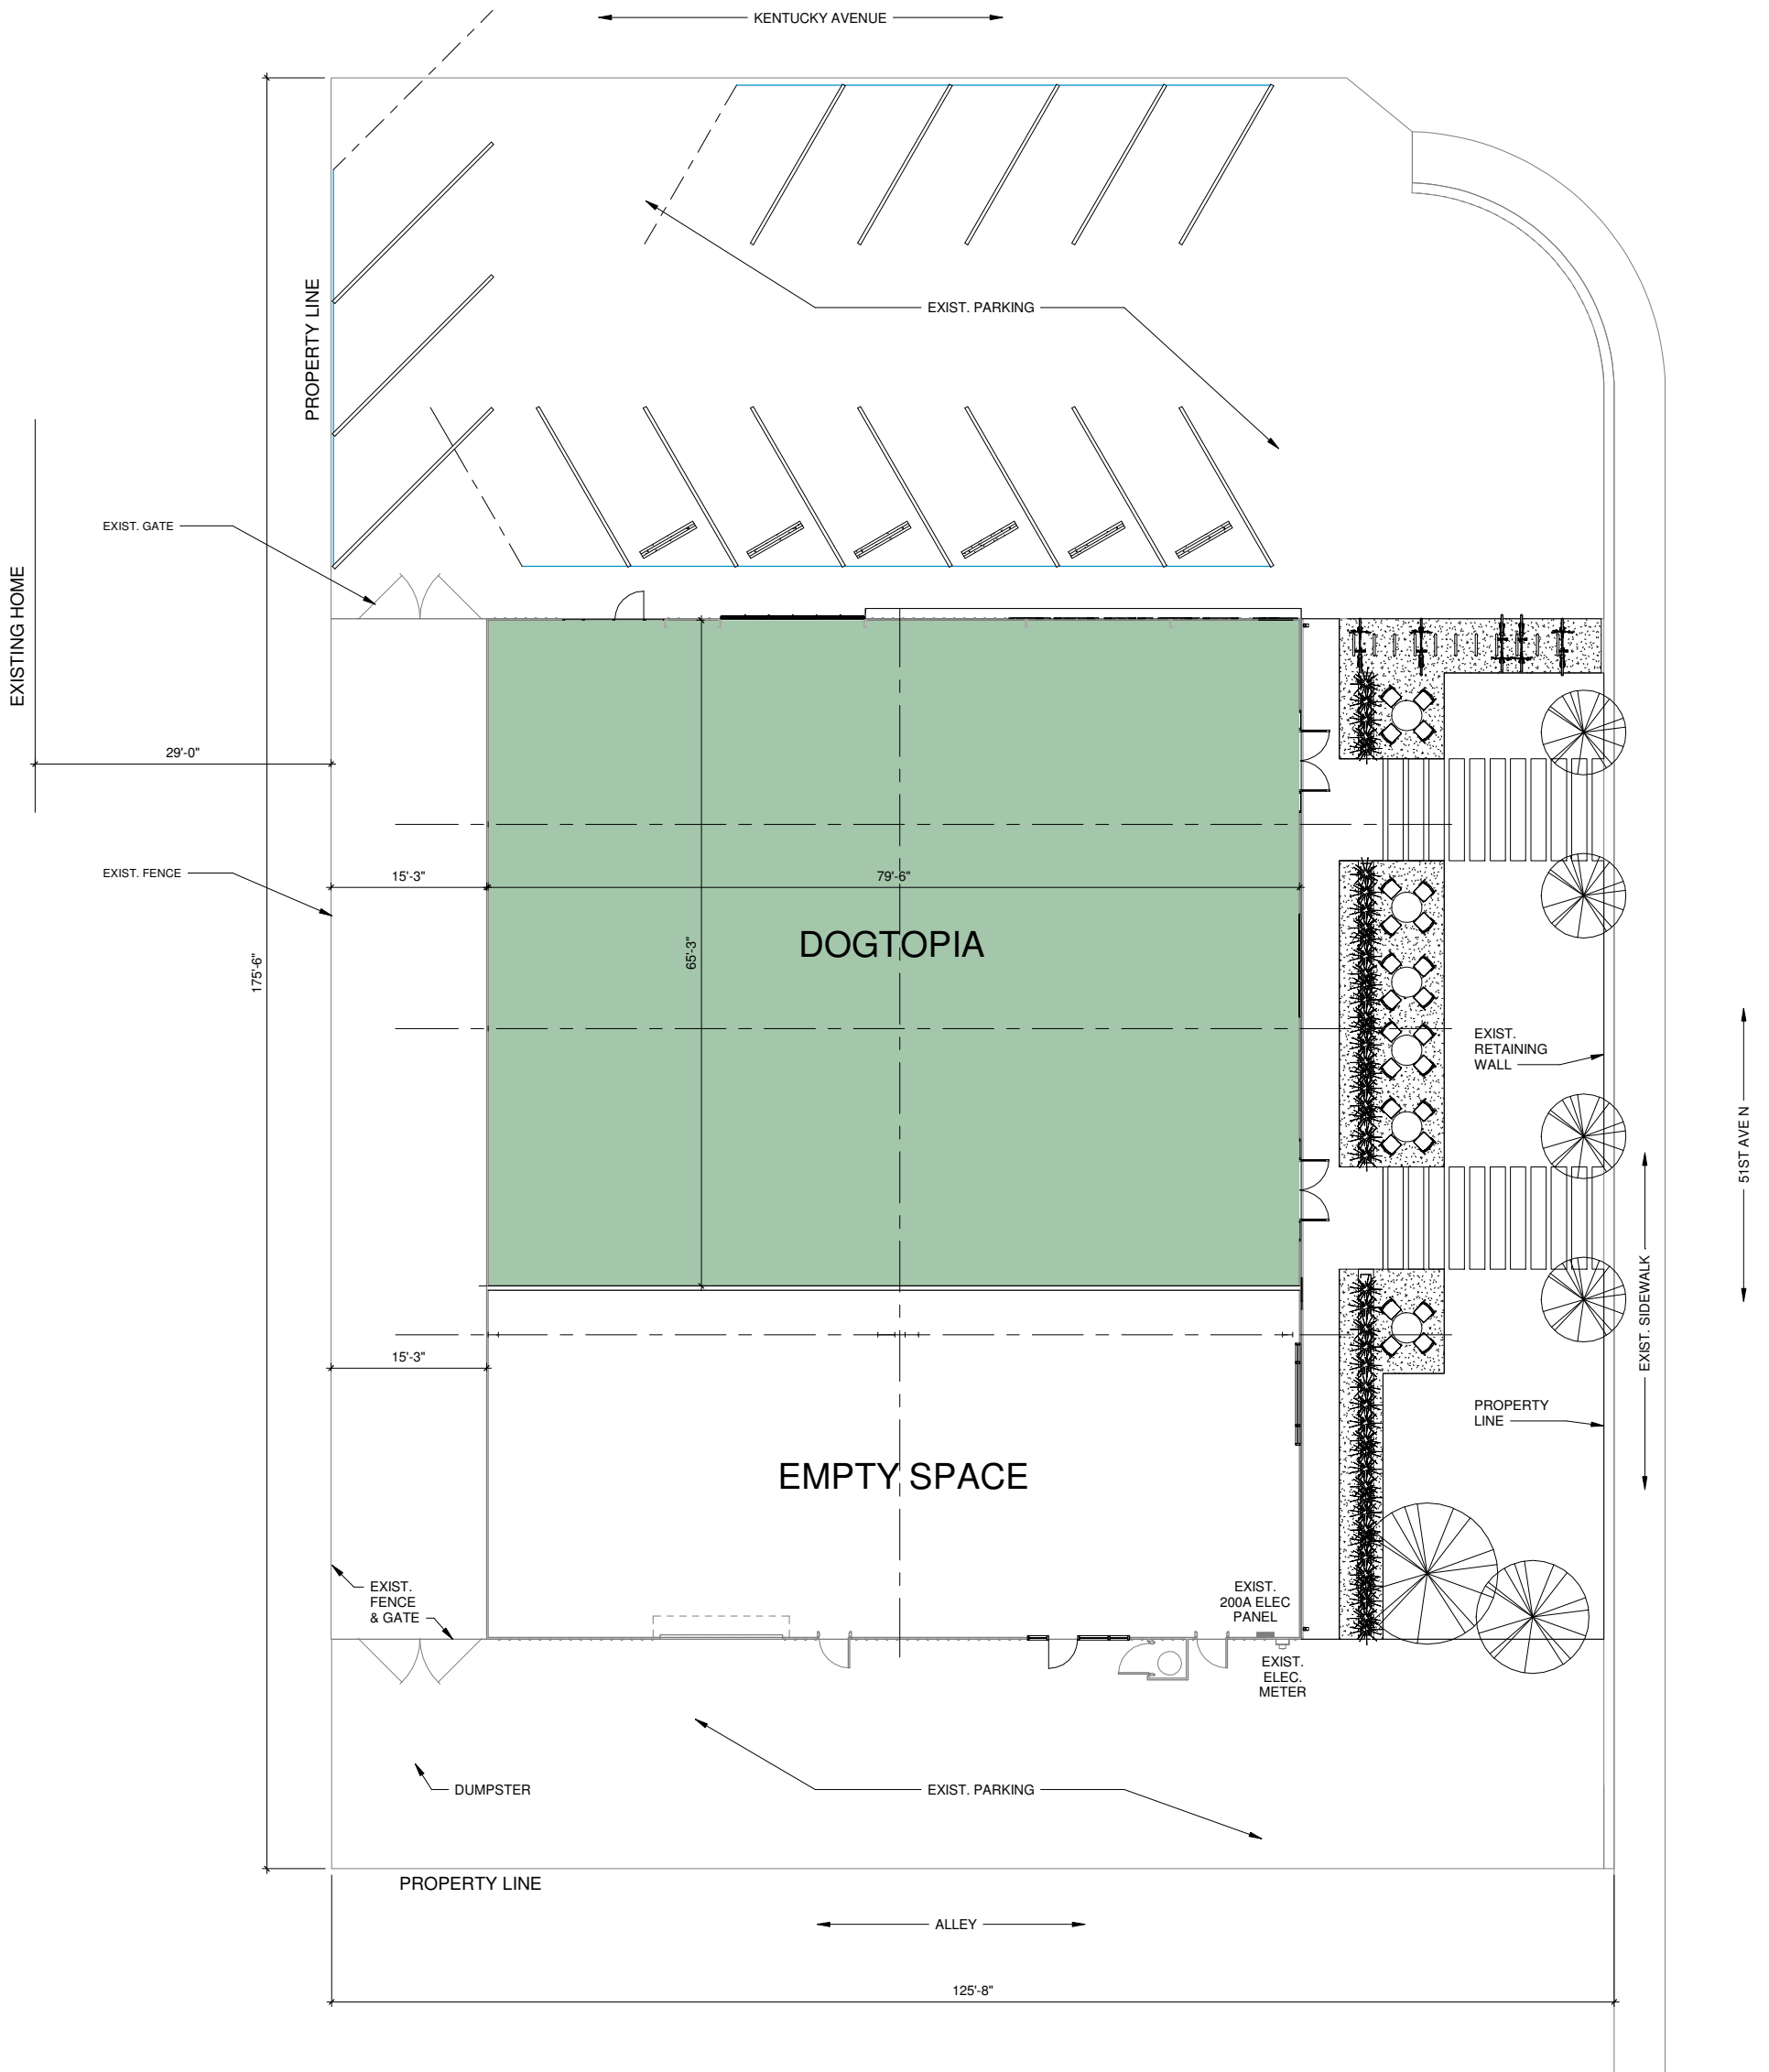 KENTUCKY AVENUE
PROPERTY LINE
EXIST. PARKING
EXIST. GATE
EXISTING HOME
29'-0"
EXIST. FENCE
15'-3"
79'-6"
DOGTOPIA
65'-3"
175'-6"
EXIST.
RETAINING
WALL
51ST AVE N
EXIST. SIDEWALK
15'-3"
PROPERTY
LINE
EMPTY SPACE
EXIST.
FENCE
& GATE
EXIST.
200A ELEC
PANEL
EXIST.
ELEC.
METER
DUMPSTER
EXIST. PARKING
PROPERTY LINE
ALLEY
125'-8"